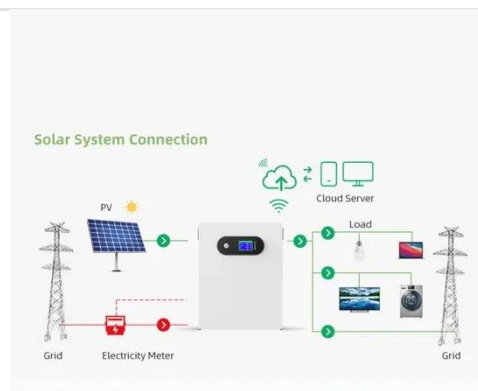 Solar System Connection
Cloud Server
PV
Load
Grid
Electricity Meter
Grid